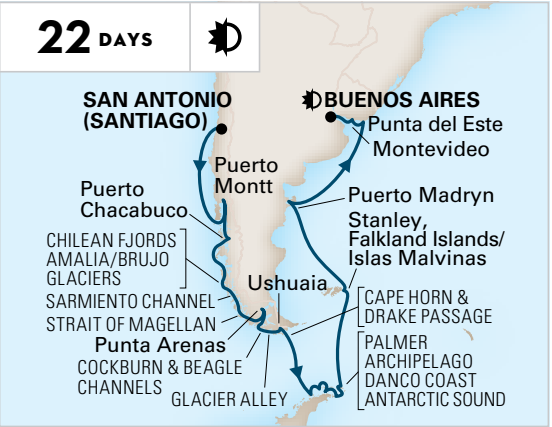 22 DAYS
SAN ANTONIO
(SANTIAGO)
BUENOS AIRES
Punta del Este
Montevideo
Puerto
Montt
Puerto
Chacabuco
Puerto Madryn
Stanley,
Falkland Islands/
Islas Malvinas
CHILEAN FJORDS
AMALIA/BRUJO
GLACIERS
Ushuaia
SARMIENTO CHANNEL
CAPE HORN &
DRAKE PASSAGE
STRAIT OF MAGELLAN
Punta Arenas
COCKBURN & BEAGLE
CHANNELS
GLACIER ALLEY
PALMER
ARCHIPELAGO
DANCO COAST
ANTARCTIC SOUND